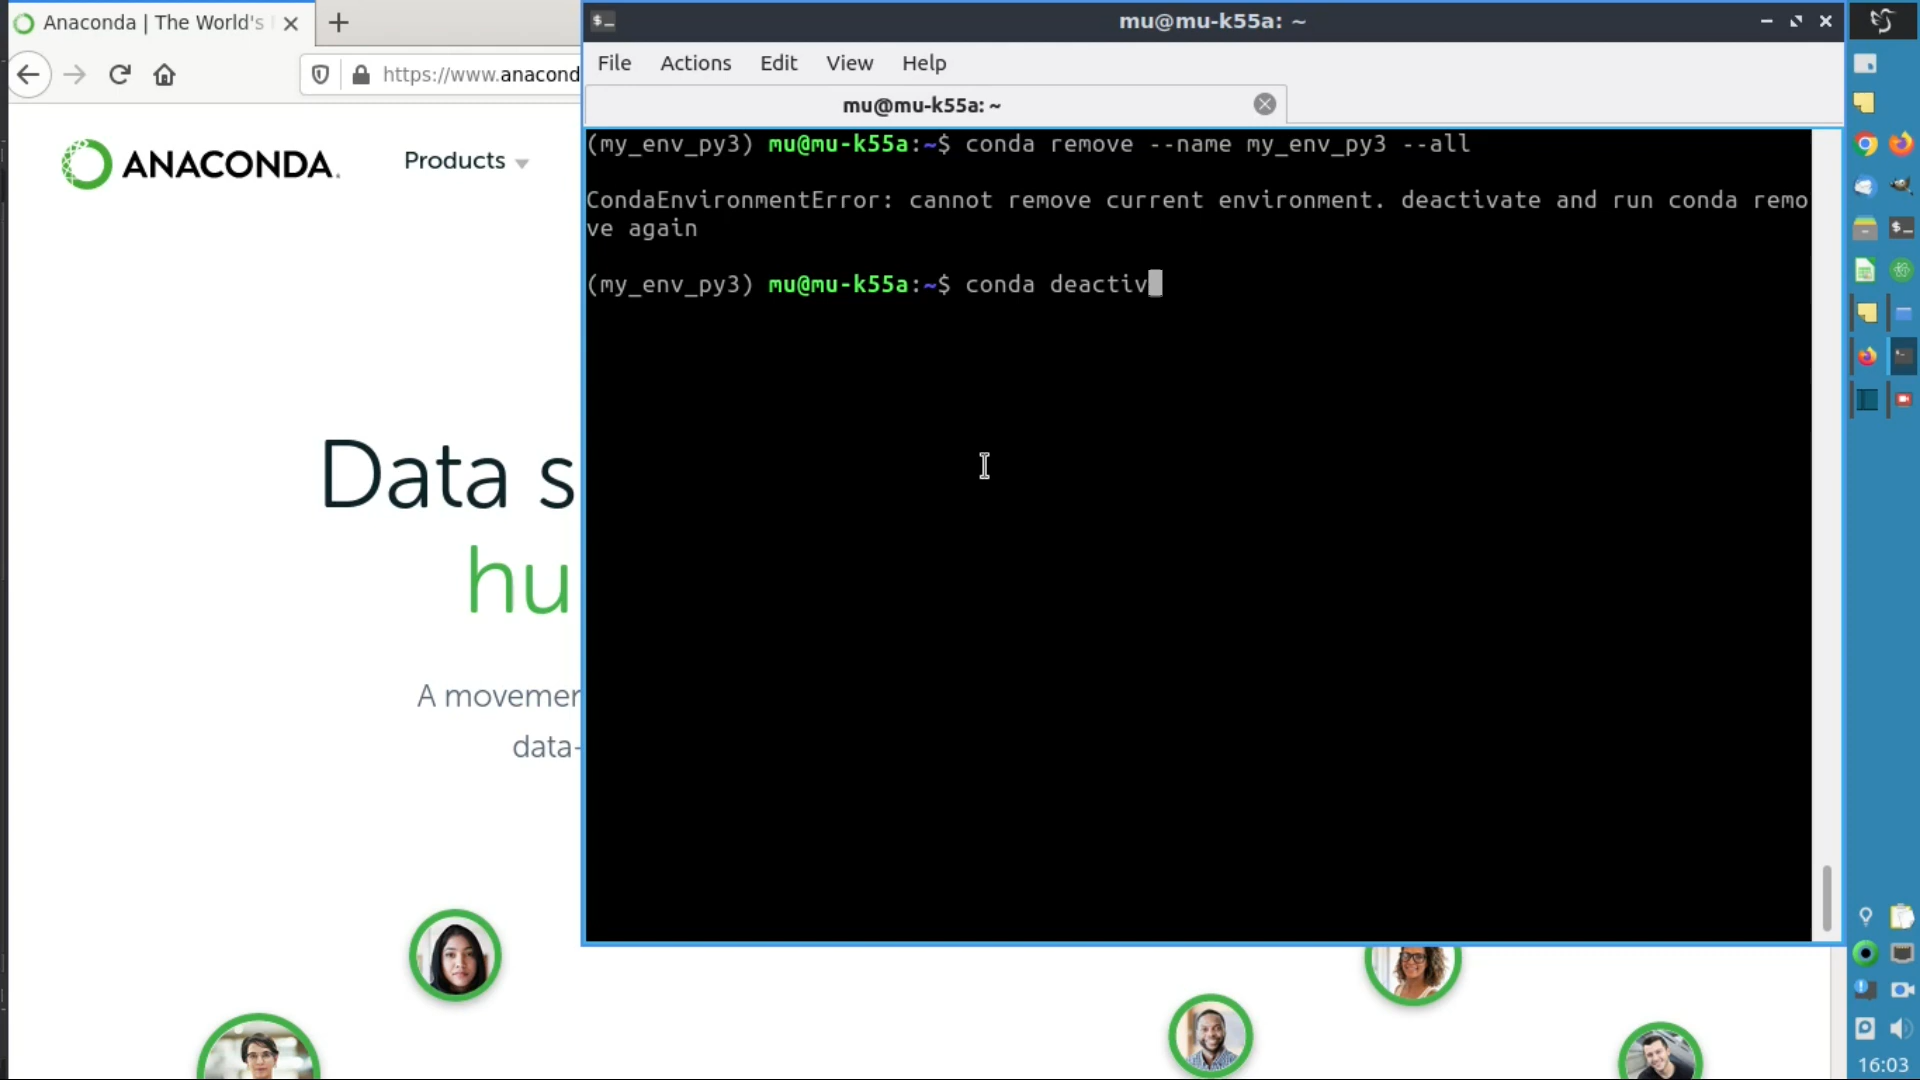 Anaconda | The World's
mu@mu-k55a: ~
https://www.anacond
File Actions Edit View Help
mu@mu-k55a: ~
ANACONDA.
Products
(my_env_py3) mu@mu-k55a:~$ conda remove --name my_env_py3 --all
CondaEnvironmentError: cannot remove current environment. deactivate and run conda remo
ve again
(my_env_py3) mu@mu-k55a:~$ conda deactiv
Data s
hu
A movemen
data-
16:03